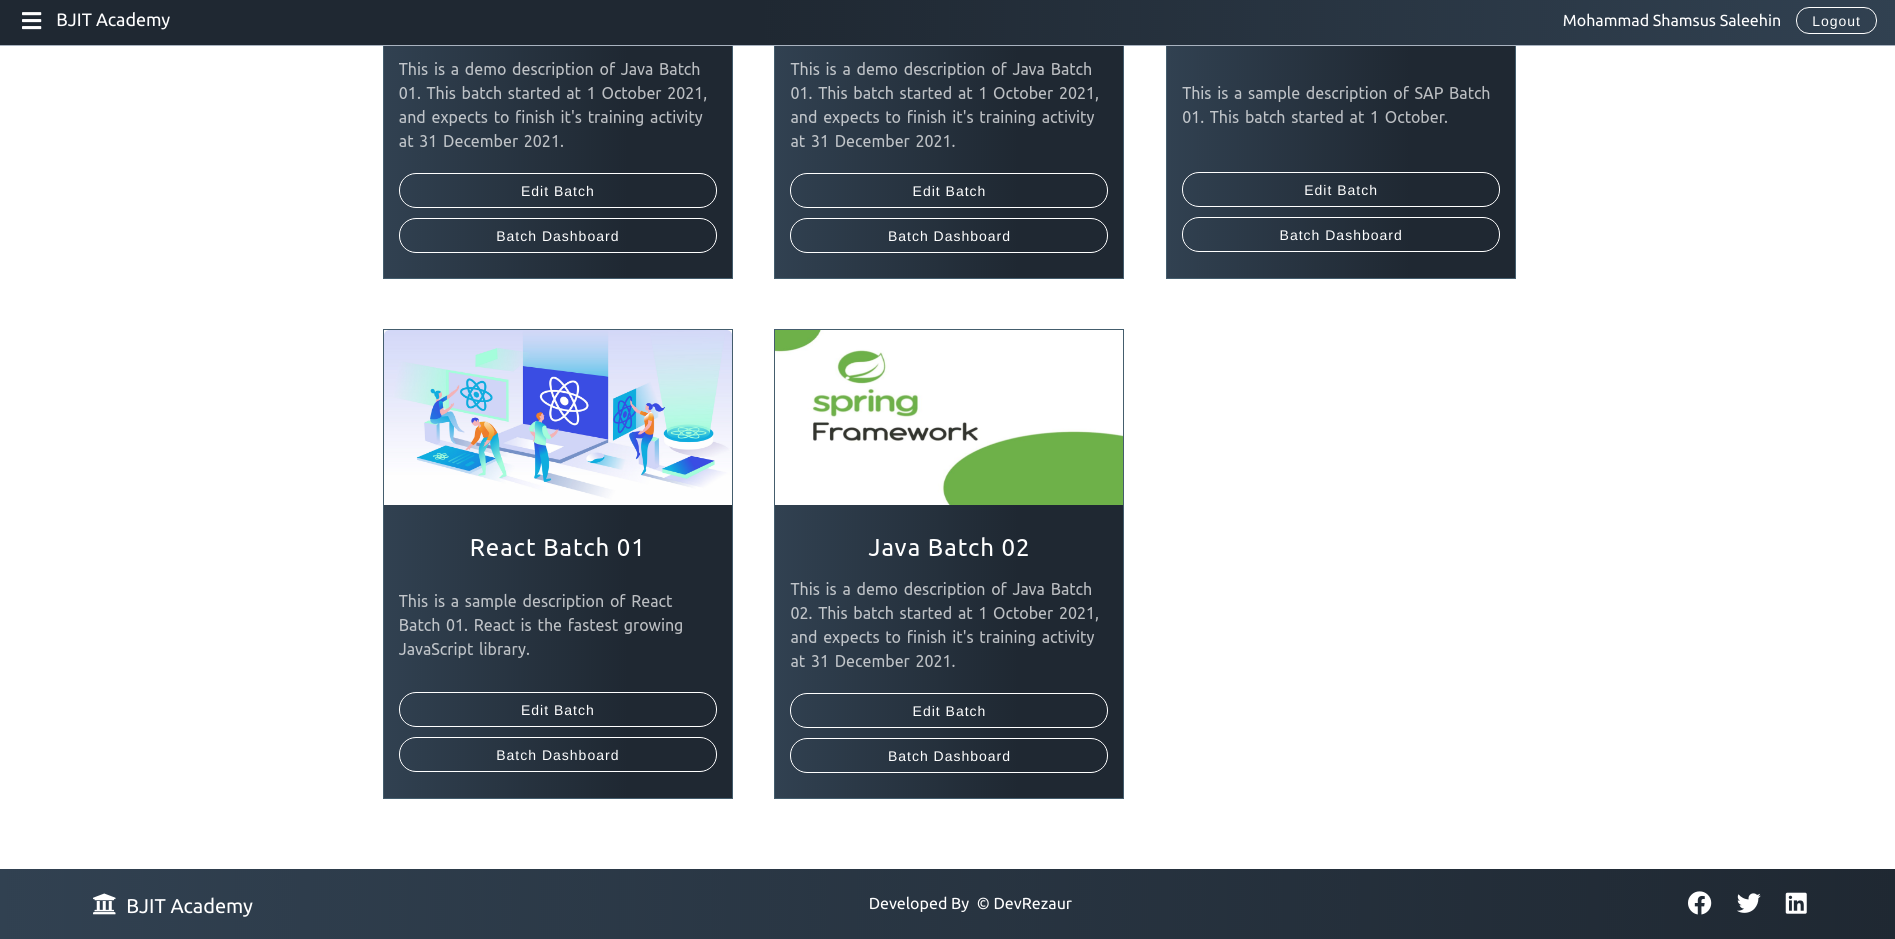 BJIT Academy
Mohammad Shamsus Saleehin
Logout
This is a demo description of Java Batch
01. This batch started at 1 October 2021,
and expects to finish it's training activity
at 31 December 2021.
Edit Batch
Batch Dashboard
This is a demo description of Java Batch
01. This batch started at 1 October 2021,
and expects to finish it's training activity
at 31 December 2021.
Edit Batch
Batch Dashboard
This is a sample description of SAP Batch
01. This batch started at 1 October.
Edit Batch
Batch Dashboard
React Batch 01
This is a sample description of React
Batch 01. React is the fastest growing
JavaScript library.
Edit Batch
Batch Dashboard
spring
Framework
Java Batch 02
This is a demo description of Java Batch
02. This batch started at 1 October 2021,
and expects to finish it's training activity
at 31 December 2021.
Edit Batch
Batch Dashboard
BJIT Academy
Developed By © DevRezaur